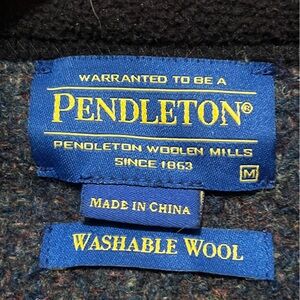 WARRANTED TO BE A
PENDLETON®
PENDLETON WOOLEN MILLS
SINCE 1863
M
MADE IN CHINA
WASHABLE WOOL